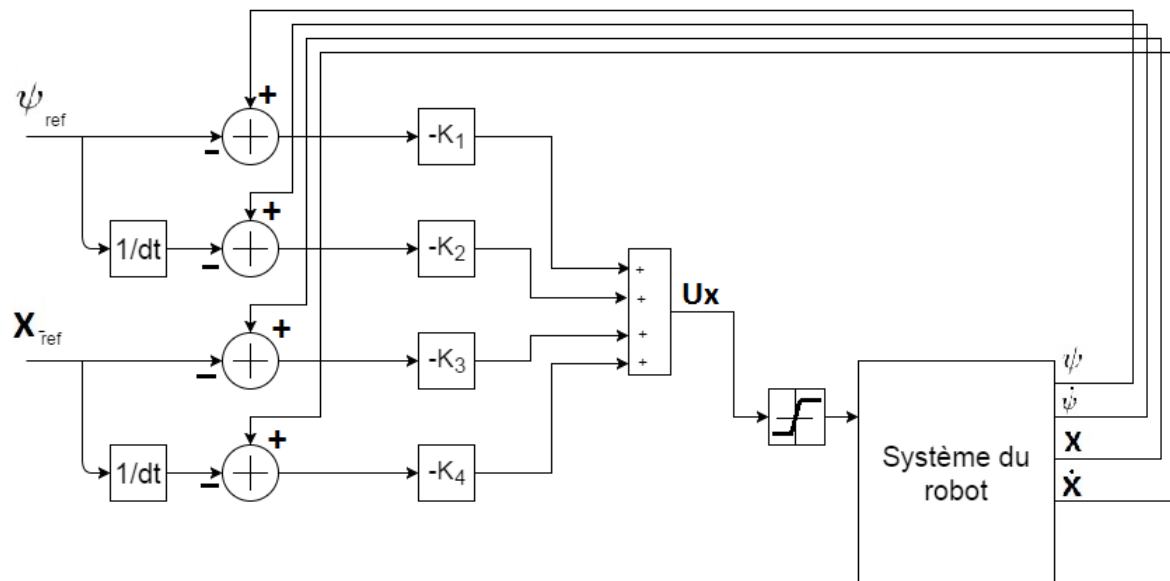 ψref
+
-
-K1
+
1/dt
-
-K2
+
+
Ux
Xref
+
-
-K3
+
+
ψ
ψ̇
X
Ẋ
+
1/dt
-
-K4
Système du
robot